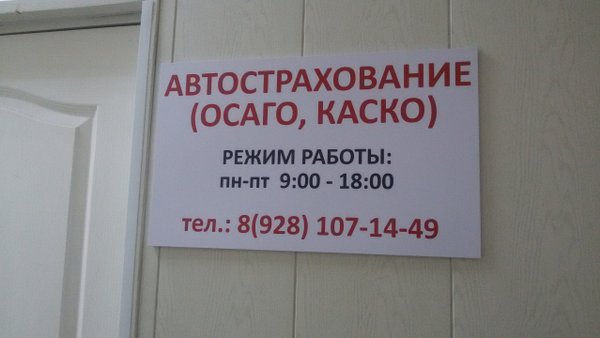 АВТОСТРАХОВАНИЕ
(ОСАГО, КАСКО)
РЕЖИМ РАБОТЫ:
пн-пт 9:00 - 18:00
тел.: 8(928) 107-14-49